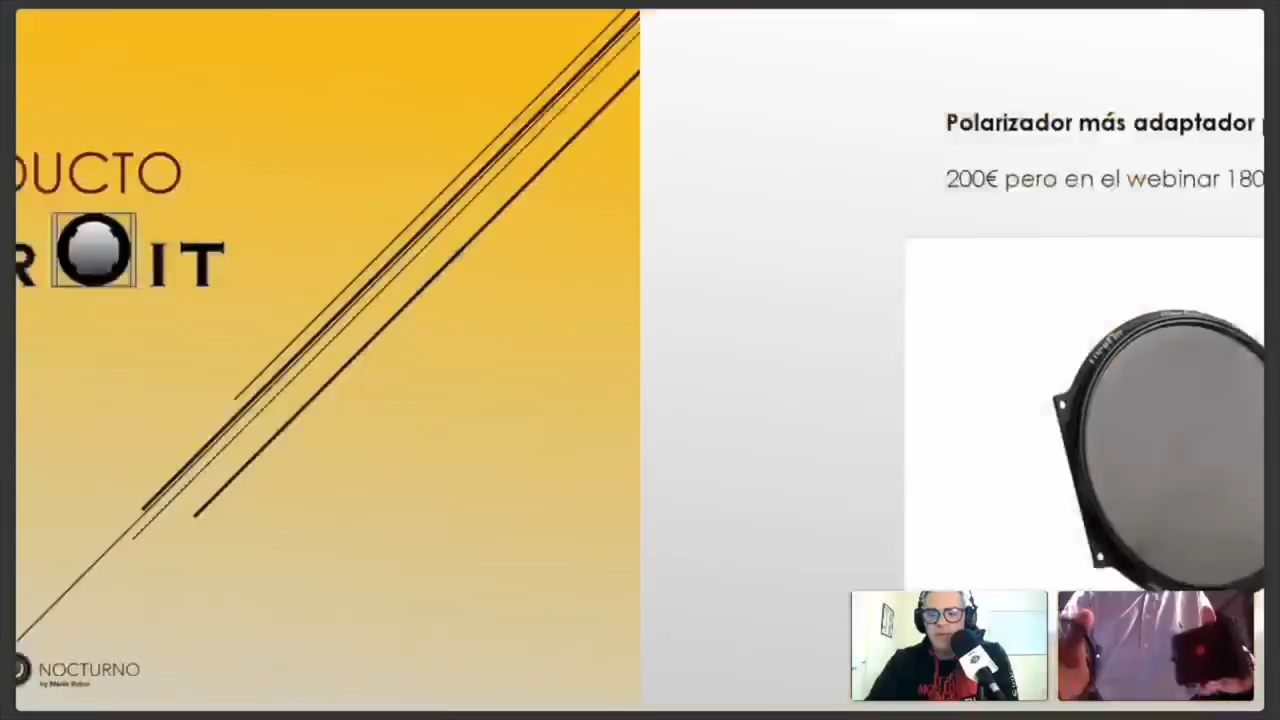 DUCTO
R IT
NOCTURNO
Polarizador más adaptador
200€ pero en el webinar 180